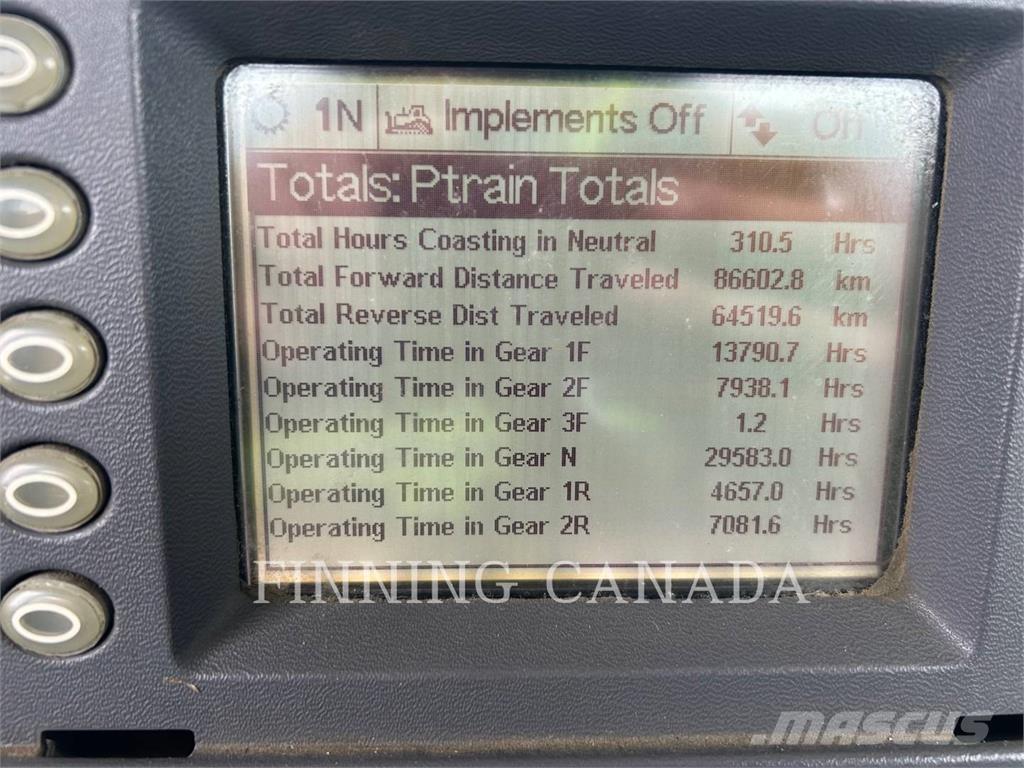 1N Implements Off Off
Totals: Ptrain Totals
Total Hours Coasting in Neutral 310.5 Hrs
Total Forward Distance Traveled 86602.8 km
Total Reverse Dist Traveled 64519.6 km
Operating Time in Gear 1F 13790.7 Hrs
Operating Time in Gear 2F 7938.1 Hrs
Operating Time in Gear 3F 1.2 Hrs
Operating Time in Gear N 29583.0 Hrs
Operating Time in Gear 1R 4657.0 Hrs
Operating Time in Gear 2R 7081.6 Hrs
FINNING CANADA
MASCUS